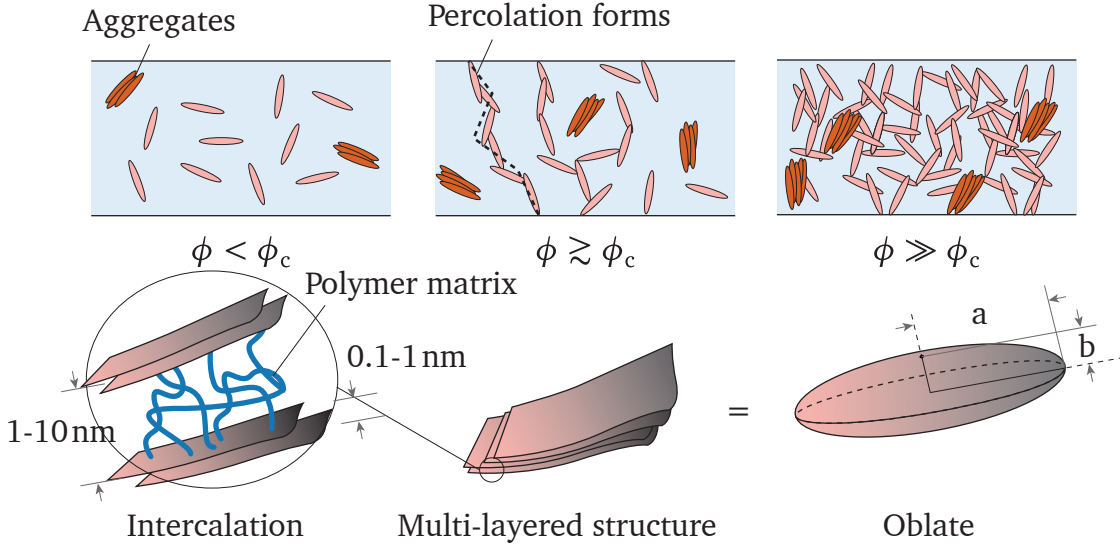 Aggregates
Percolation forms
ϕ < ϕc
ϕ ≳ ϕc
ϕ ≫ ϕc
Polymer matrix
0.1-1 nm
1-10 nm
=
a
b
Intercalation
Multi-layered structure
Oblate